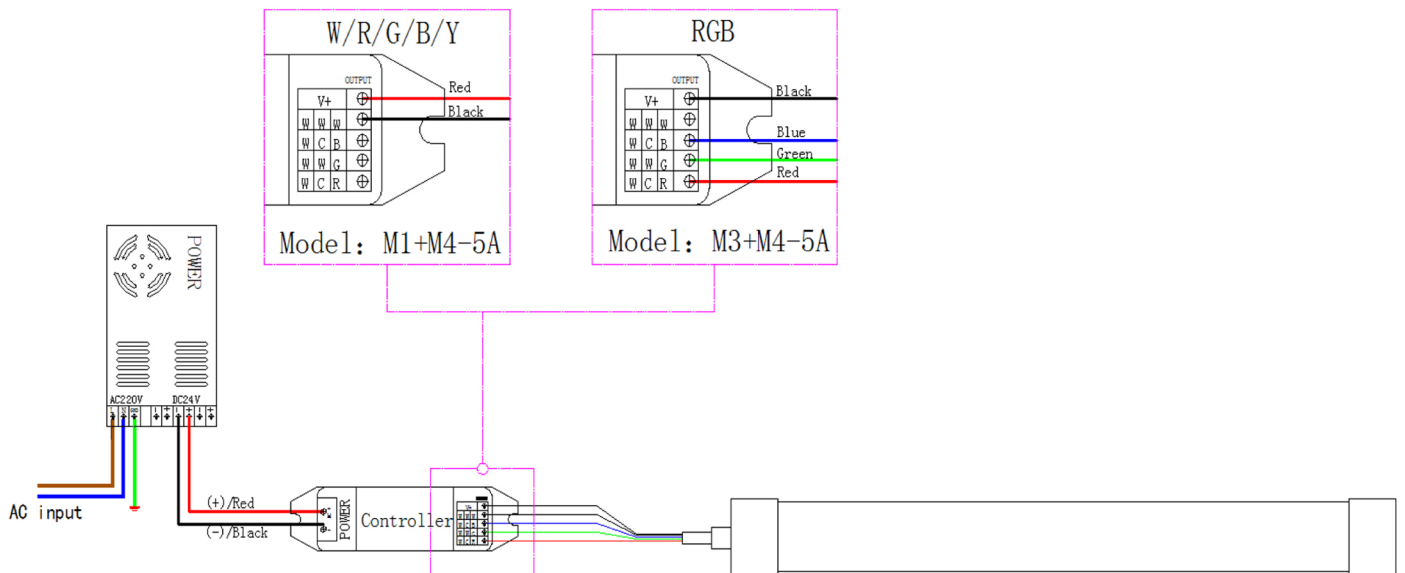 W/R/G/B/Y
OUTPUT
V+
Red
W W W
Black
W C B
W W G
W C R
Model: M1+M4-5A
RGB
OUTPUT
V+
Black
W W W
W C B
Blue
W W G
Green
W C R
Red
Model: M3+M4-5A
POWER
AC220V
DC24V
AC input
(+)/Red
(-)/Black
POWER
Controller
V+